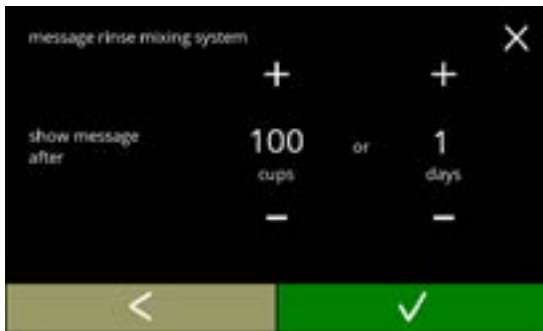 message rinse mixing system
+ +
show message
after
100 or 1
cups days
− −